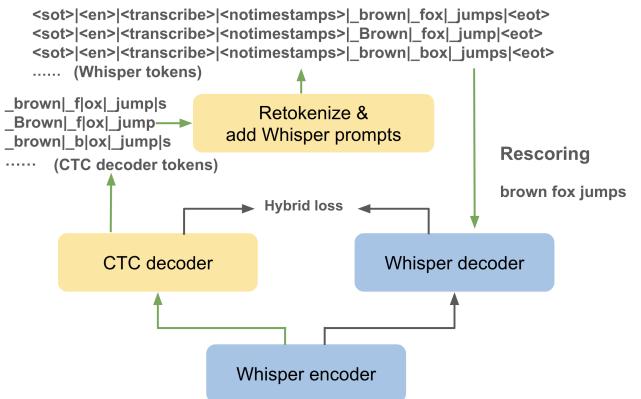 <sot>|<en>|<transcribe>|<notimestamps>|_brown|_fox|_jumps|<eot>
<sot>|<en>|<transcribe>|<notimestamps>|_Brown|_fox|_jump|<eot>
<sot>|<en>|<transcribe>|<notimestamps>|_brown|_box|_jumps|<eot>
...... (Whisper tokens)
_brown|_f|ox|_jump|s
_Brown|_f|ox|_jump
_brown|_b|ox|_jump|s
...... (CTC decoder tokens)
Retokenize &
add Whisper prompts
Rescoring
brown fox jumps
Hybrid loss
CTC decoder
Whisper decoder
Whisper encoder